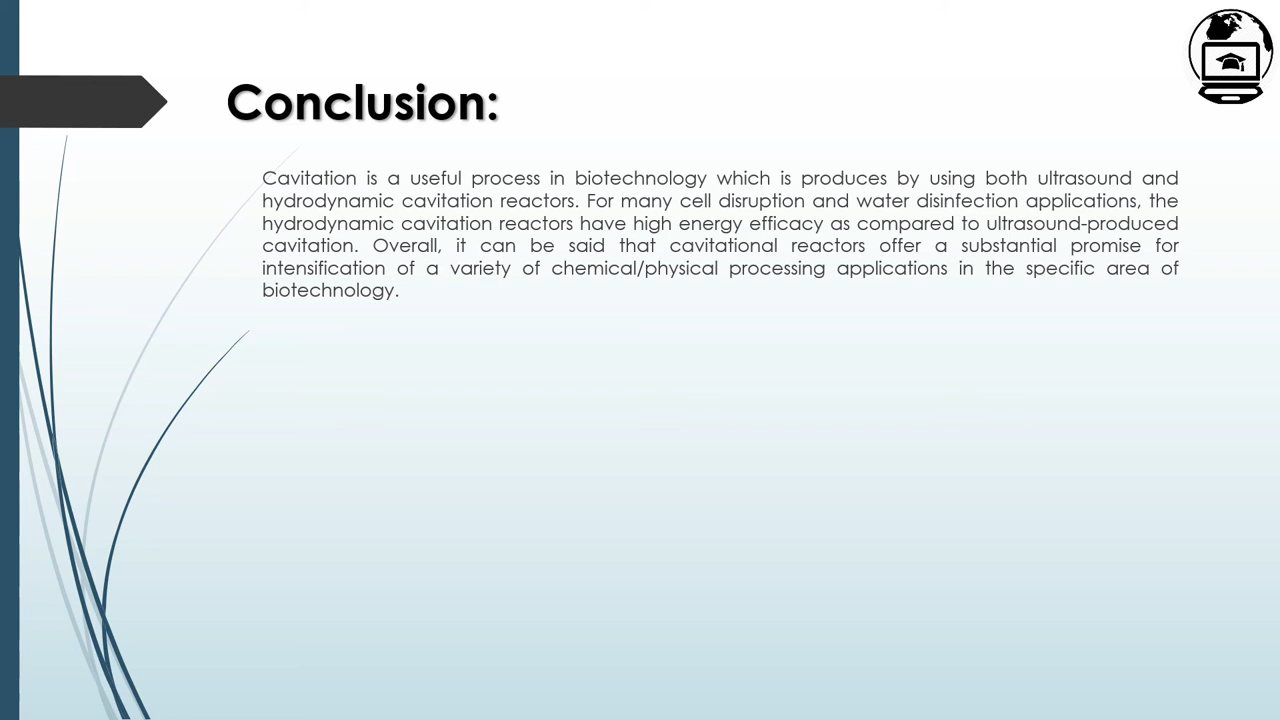 Conclusion:
Cavitation is a useful process in biotechnology which is produces by using both ultrasound and
hydrodynamic cavitation reactors. For many cell disruption and water disinfection applications, the
hydrodynamic cavitation reactors have high energy efficacy as compared to ultrasound-produced
cavitation. Overall, it can be said that cavitational reactors offer a substantial promise for
intensification of a variety of chemical/physical processing applications in the specific area of
biotechnology.